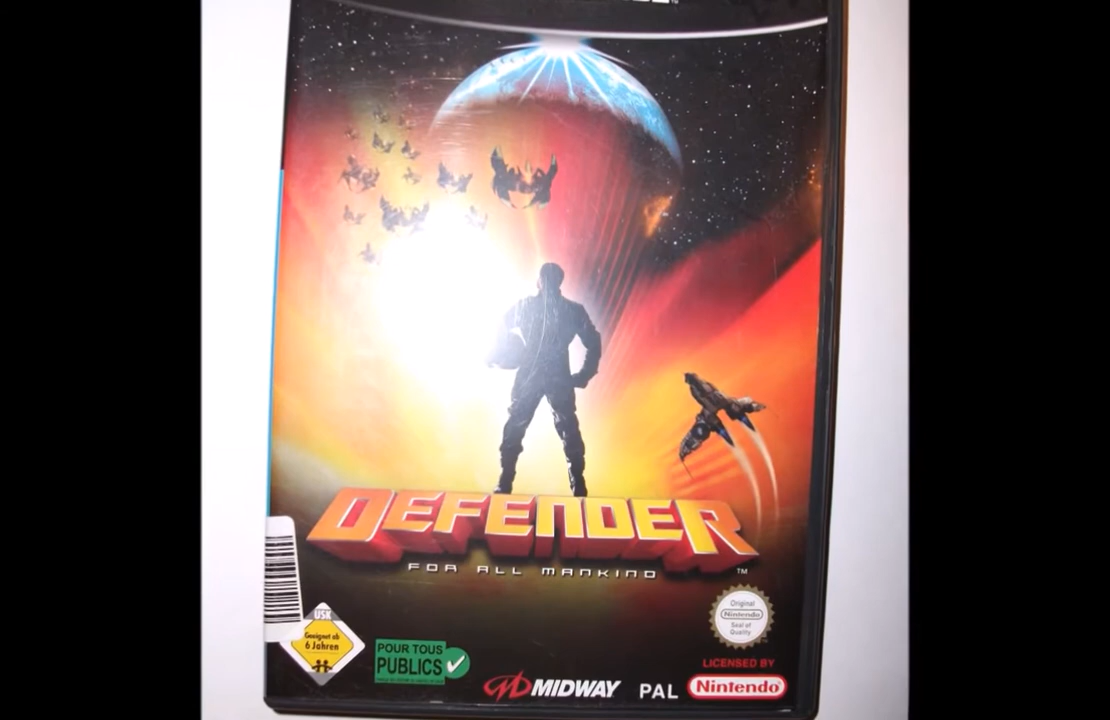 DEFENDER
TM
FOR ALL MANKIND
Original
Nintendo
Seal of
Quality
USK
Geeignet ab
6 Jahren
POUR TOUS
PUBLICS
LICENSED BY
MIDWAY
PAL
Nintendo